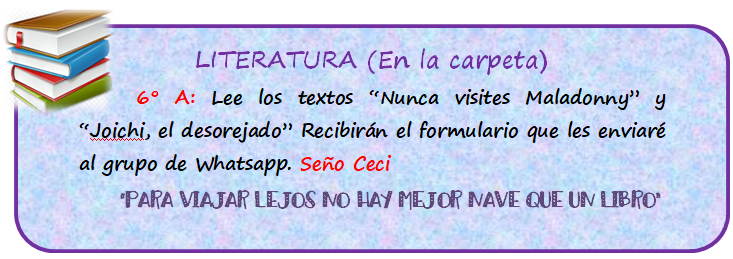 LITERATURA (En la carpeta)
6° A: Lee los textos “Nunca visites Maladonny” y
“Joichi, el desorejado” Recibirán el formulario que les enviaré
al grupo de Whatsapp. Seño Ceci
"PARA VIAJAR LEJOS NO HAY MEJOR NAVE QUE UN LIBRO"